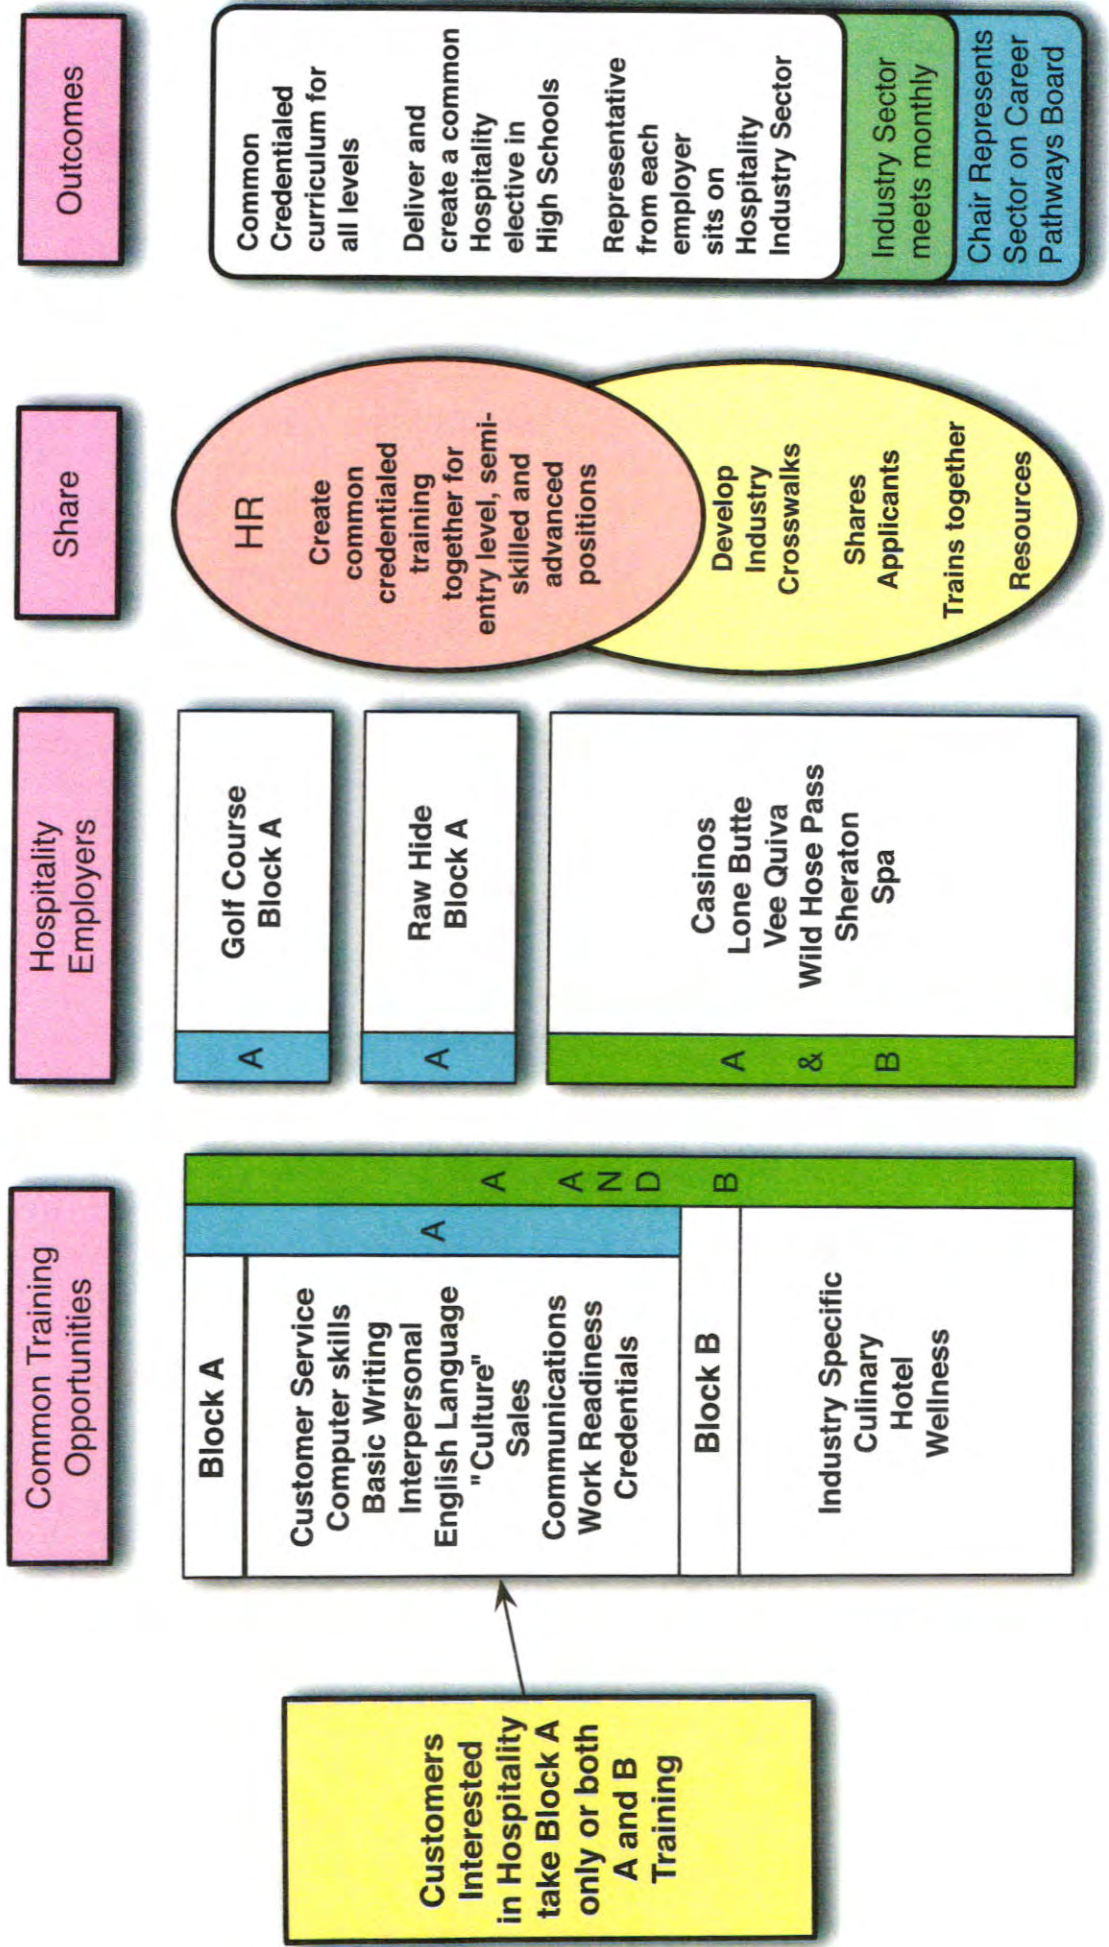 Customers
Interested
in Hospitality
take Block A
only or both
A and B
Training
Common Training
Opportunities
Block A
Customer Service
Computer skills
Basic Writing
Interpersonal
English Language
"Culture"
Sales
Communications
Work Readiness
Credentials
A
A
A
N
D
B
Block B
Industry Specific
Culinary
Hotel
Wellness
Hospitality
Employers
A
Golf Course
Block A
A
Raw Hide
Block A
A
&
B
Casinos
Lone Butte
Vee Quiva
Wild Hose Pass
Sheraton
Spa
Share
HR
Create
common
credentialed
training
together for
entry level, semi-
skilled and
advanced
positions
Develop
Industry
Crosswalks
Shares
Applicants
Trains together
Resources
Outcomes
Common
Credentialed
curriculum for
all levels
Deliver and
create a common
Hospitality
elective in
High Schools
Representative
from each
employer
sits on
Hospitality
Industry Sector
Industry Sector
meets monthly
Chair Represents
Sector on Career
Pathways Board